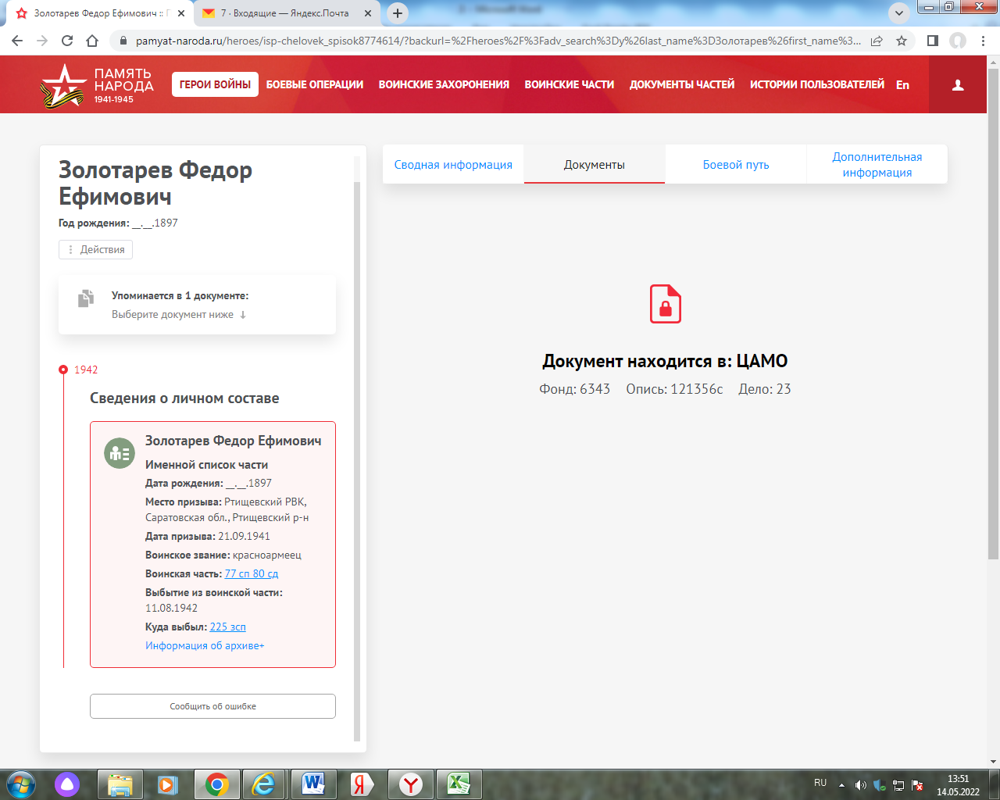 Золотарев Федор Ефимович :: П
7 · Входящие — Яндекс.Почта
pamyat-naroda.ru/heroes/isp-chelovek_spisok8774614/?backurl=%2Fheroes%2F%3Fadv_search%3Dy%26last_name%3DЗолотарев%26first_name%3...
ПАМЯТЬ
НАРОДА
1941-1945
ГЕРОИ ВОЙНЫ
БОЕВЫЕ ОПЕРАЦИИ
ВОИНСКИЕ ЗАХОРОНЕНИЯ
ВОИНСКИЕ ЧАСТИ
ДОКУМЕНТЫ ЧАСТЕЙ
ИСТОРИИ ПОЛЬЗОВАТЕЛЕЙ
En
Золотарев Федор
Ефимович
Год рождения: __.__.1897
Действия
Упоминается в 1 документе:
Выберите документ ниже ↓
1942
Сведения о личном составе
Золотарев Федор Ефимович
Именной список части
Дата рождения: __.__.1897
Место призыва: Ртищевский РВК,
Саратовская обл., Ртищевский р-н
Дата призыва: 21.09.1941
Воинское звание: красноармеец
Воинская часть: 77 сп 80 сд
Выбытие из воинской части:
11.08.1942
Куда выбыл: 225 зсп
Информация об архиве+
Сообщить об ошибке
Сводная информация
Документы
Боевой путь
Дополнительная
информация
Документ находится в: ЦАМО
Фонд: 6343 Опись: 121356с Дело: 23
RU
13:51
14.05.2022